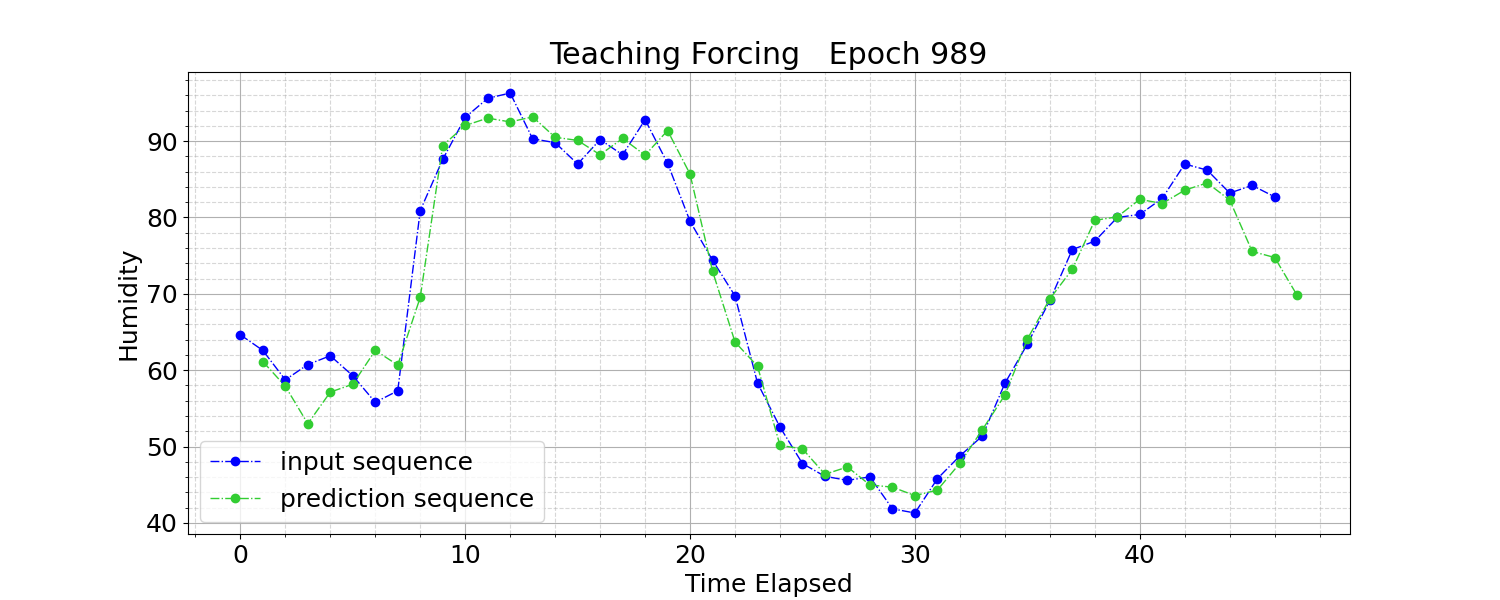 Teaching Forcing   Epoch 989
Humidity
90
80
70
60
50
40
input sequence
prediction sequence
0 10 20 30 40
Time Elapsed